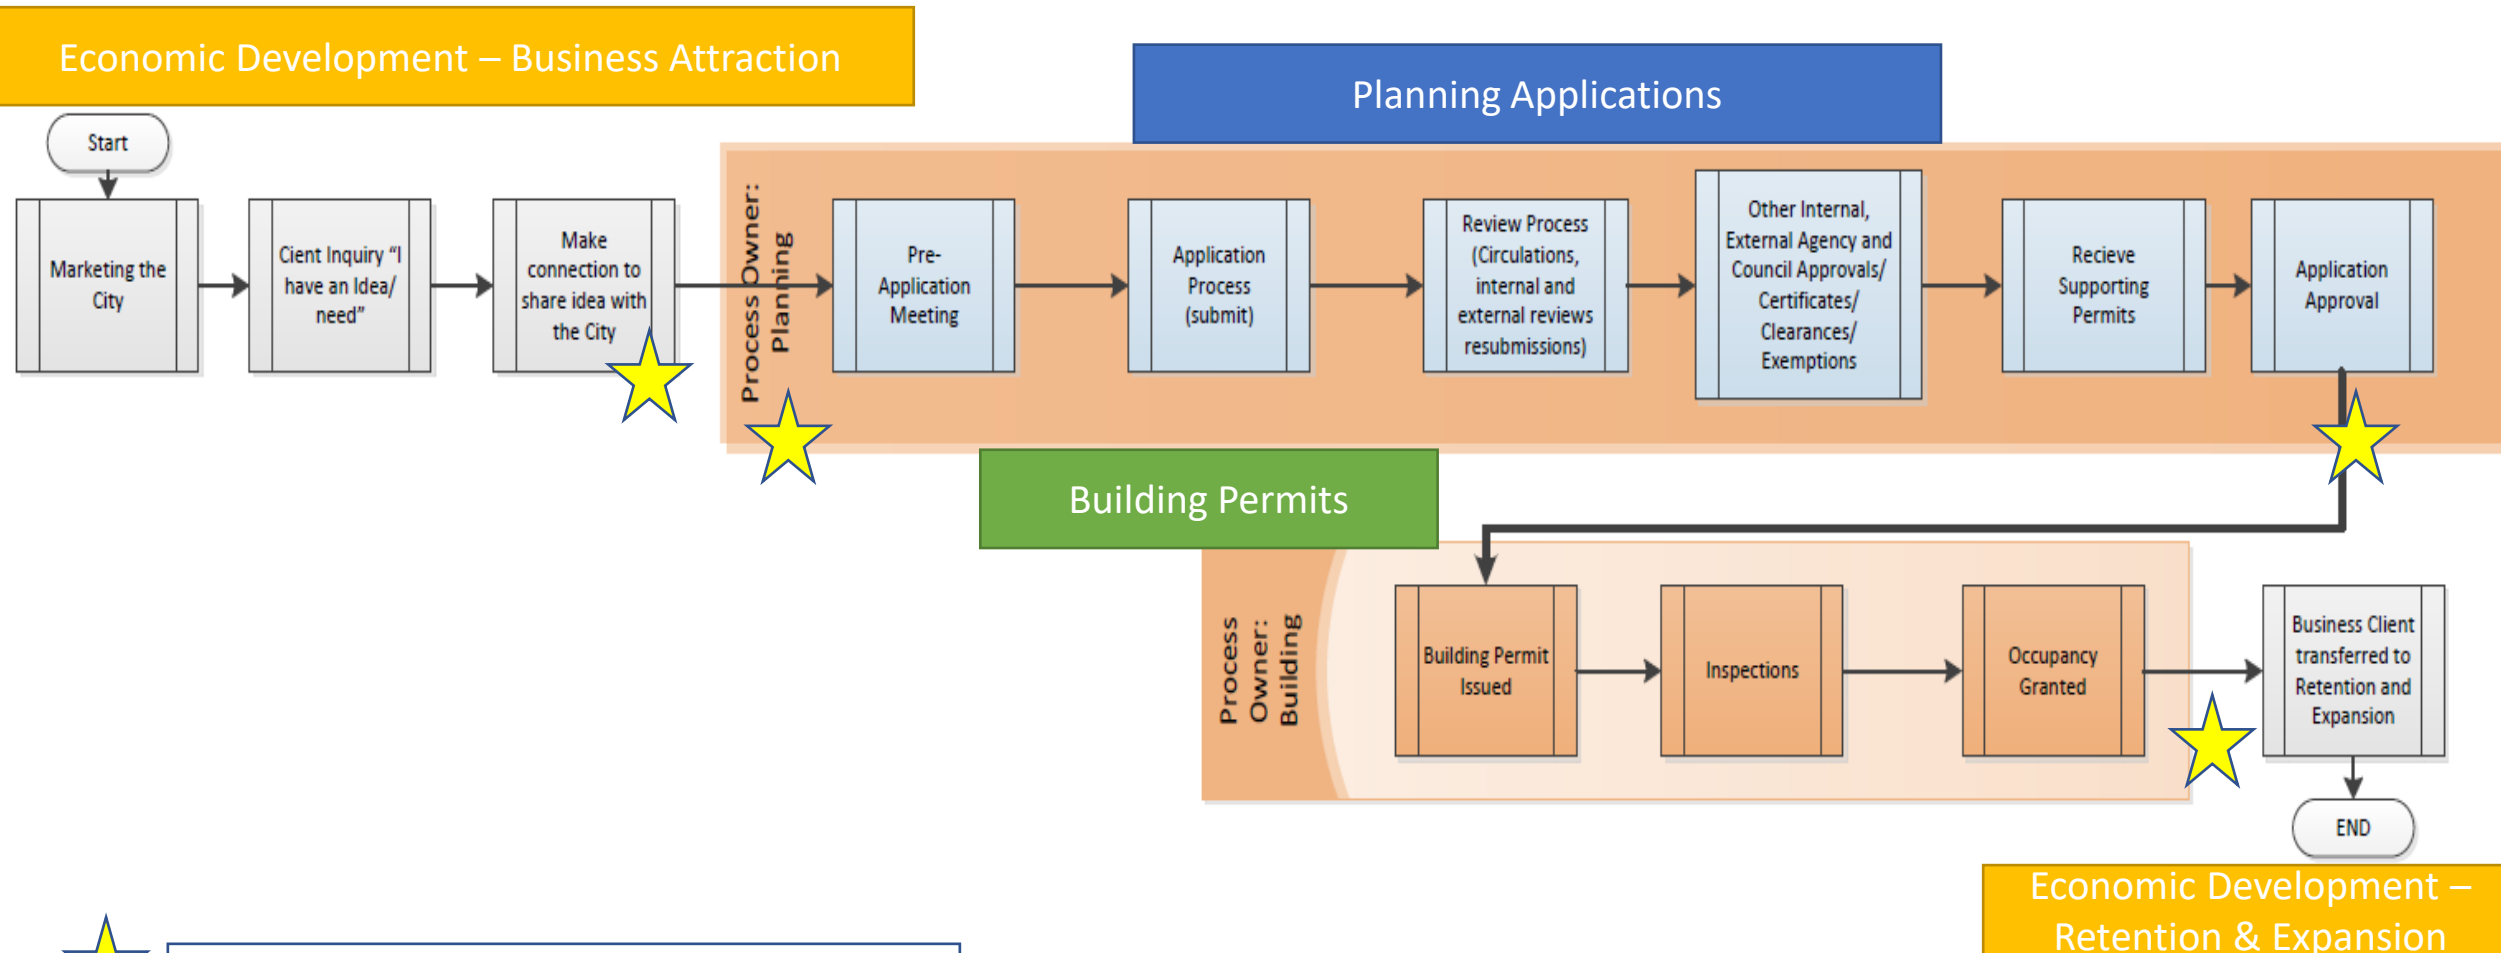 Economic Development – Business Attraction
Planning Applications
Start
Marketing the
City
Cient Inquiry “I
have an Idea/
need”
Make
connection to
share idea with
the City
Process Owner:
Planning
Pre-
Application
Meeting
Application
Process
(submit)
Review Process
(Circulations,
internal and
external reviews
resubmissions)
Other Internal,
External Agency and
Council Approvals/
Certificates/
Clearances/
Exemptions
Recieve
Supporting
Permits
Application
Approval
Building Permits
Process
Owner:
Building
Building Permit
Issued
Inspections
Occupancy
Granted
Business Client
transferred to
Retention and
Expansion
END
Economic Development –
Retention & Expansion